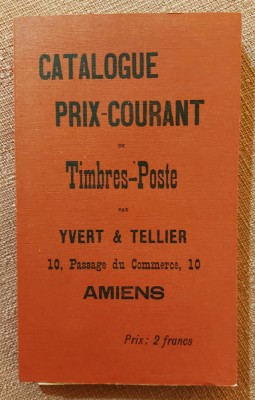 CATALOGUE
PRIX-COURANT
DE
Timbres-Poste
PAR
YVERT & TELLIER
10, Passage du Commerce, 10
AMIENS
Prix: 2 francs